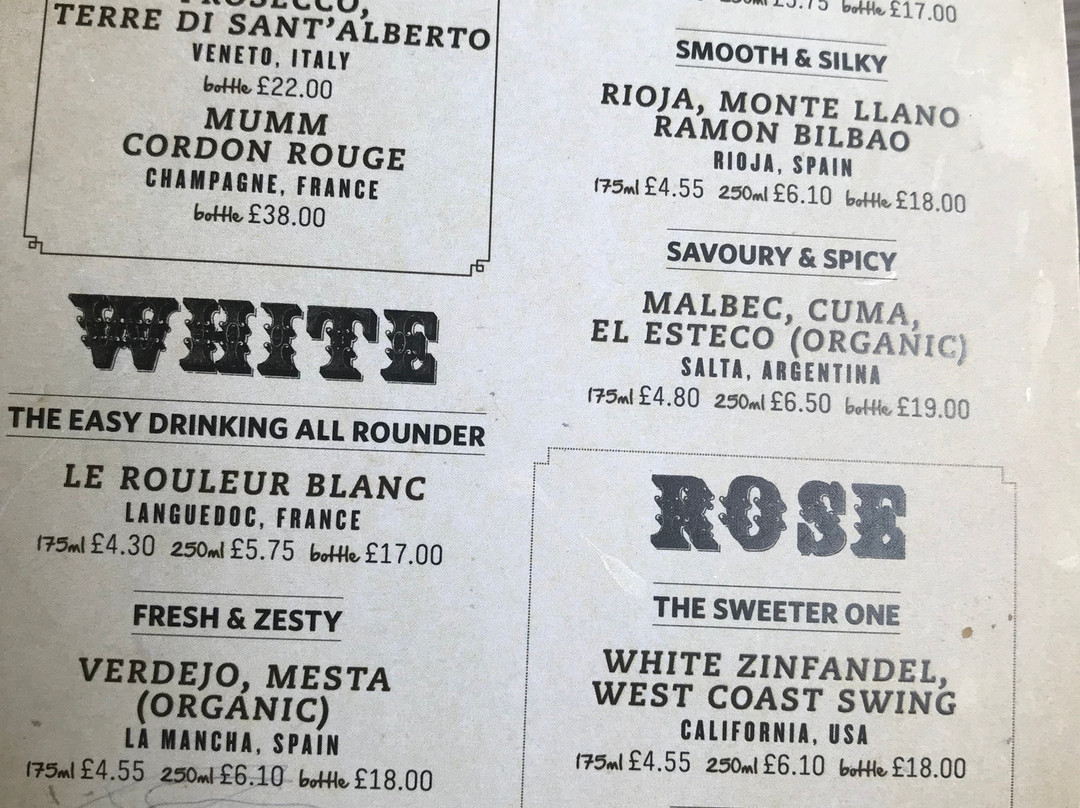 PROSECCO,
TERRE DI SANT'ALBERTO
VENETO, ITALY
bottle £22.00
MUMM
CORDON ROUGE
CHAMPAGNE, FRANCE
bottle £38.00
WHITE
THE EASY DRINKING ALL ROUNDER
LE ROULEUR BLANC
LANGUEDOC, FRANCE
175ml £4.30 250ml £5.75 bottle £17.00
FRESH & ZESTY
VERDEJO, MESTA
(ORGANIC)
LA MANCHA, SPAIN
175ml £4.55 250ml £6.10 bottle £18.00
250ml £5.75 bottle £17.00
SMOOTH & SILKY
RIOJA, MONTE LLANO
RAMON BILBAO
RIOJA, SPAIN
175ml £4.55 250ml £6.10 bottle £18.00
SAVOURY & SPICY
MALBEC, CUMA,
EL ESTECO (ORGANIC)
SALTA, ARGENTINA
175ml £4.80 250ml £6.50 bottle £19.00
ROSE
THE SWEETER ONE
WHITE ZINFANDEL,
WEST COAST SWING
CALIFORNIA, USA
175ml £4.55 250ml £6.10 bottle £18.00